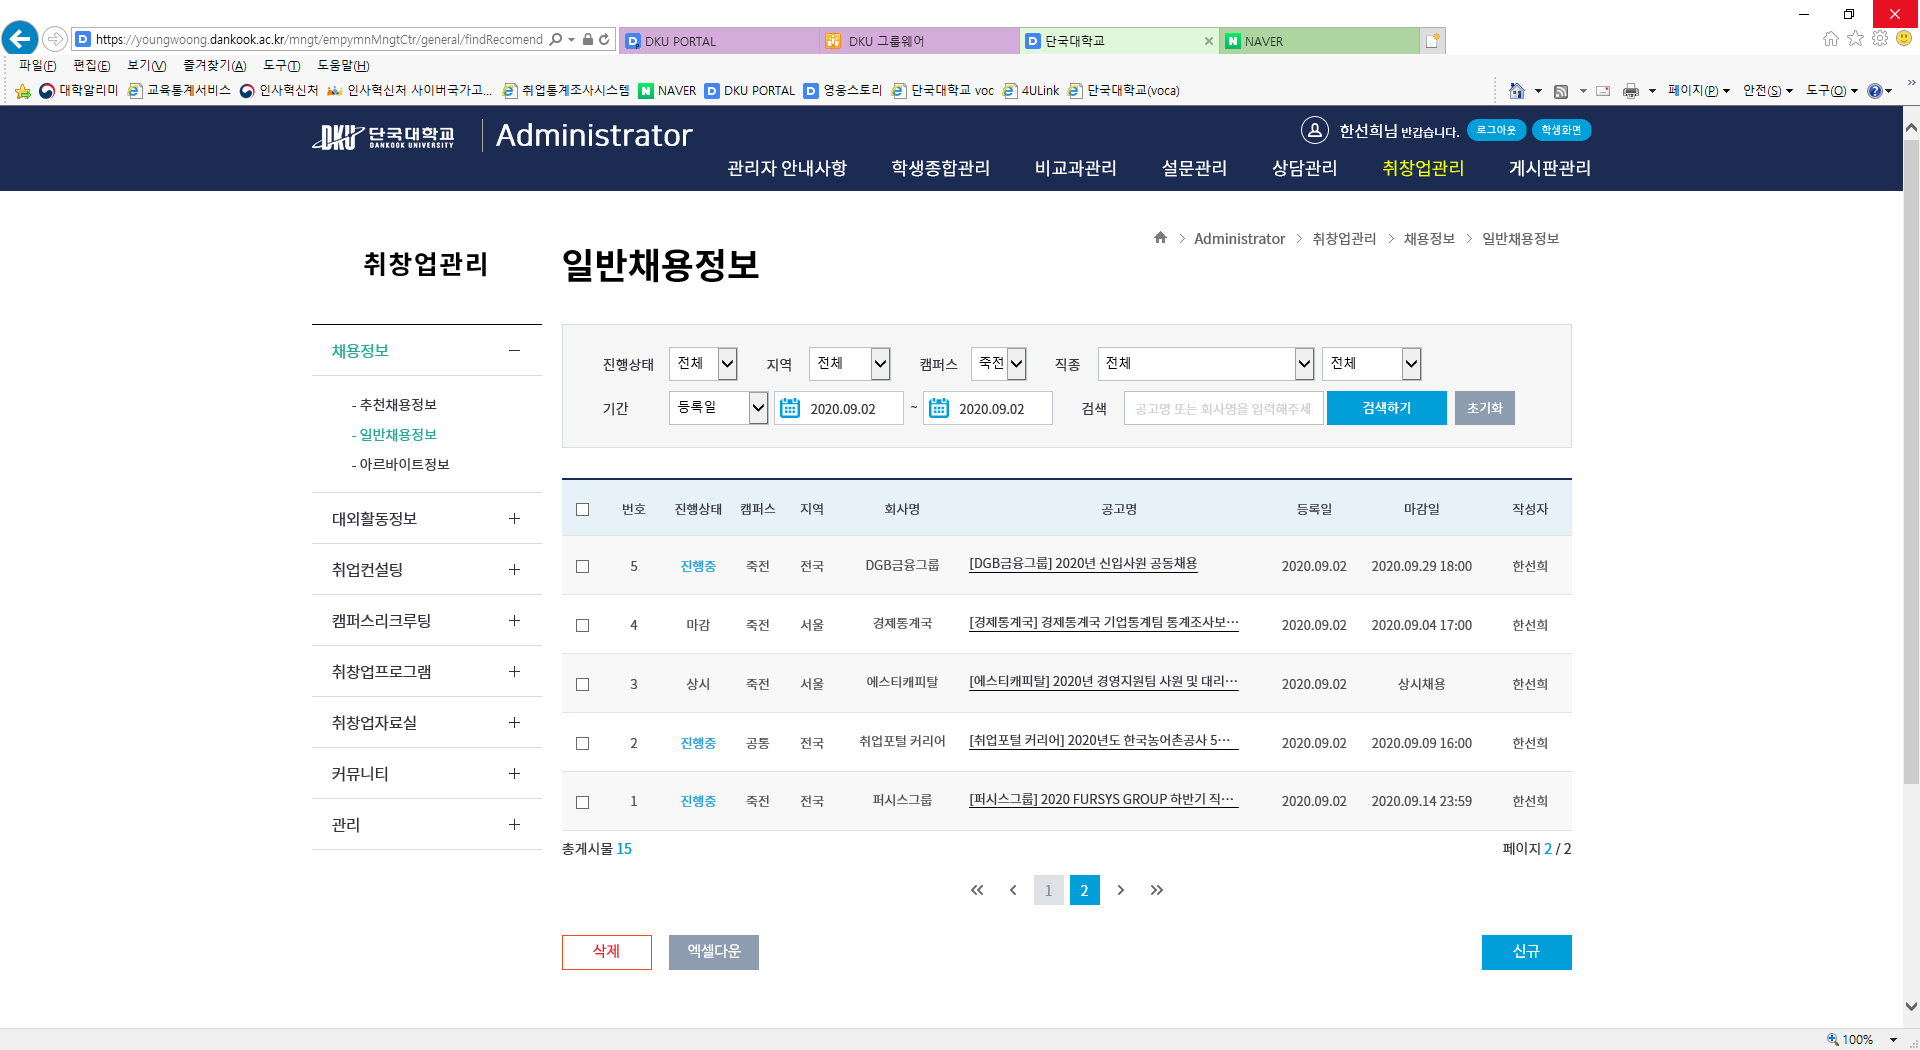 https://youngwoong.dankook.ac.kr/mngt/empymnMngtCtr/general/findRecomend
DKU PORTAL
DKU 그룹웨어
단국대학교
NAVER
파일(F) 편집(E) 보기(V) 즐겨찾기(A) 도구(T) 도움말(H)
대학알리미 교육통계서비스 인사혁신처 인사혁신처 사이버국가고... 취업통계조사시스템 NAVER DKU PORTAL 영웅스토리 단국대학교 voc 4ULink 단국대학교(voca)
페이지(P) 안전(S) 도구(O)
DKU 단국대학교
DANKOOK UNIVERSITY
Administrator
한선희님 반갑습니다. 로그아웃 학생화면
관리자 안내사항 학생종합관리 비교과관리 설문관리 상담관리 취창업관리 게시판관리
Administrator > 취창업관리 > 채용정보 > 일반채용정보
취창업관리
일반채용정보
채용정보
- 추천채용정보
- 일반채용정보
- 아르바이트정보
대외활동정보
취업컨설팅
캠퍼스리크루팅
취창업프로그램
취창업자료실
커뮤니티
관리
진행상태 전체 지역 전체 캠퍼스 죽전 직종 전체 전체
기간 등록일 2020.09.02 ~ 2020.09.02 검색 공고명 또는 회사명을 입력해주세 검색하기 초기화
번호 진행상태 캠퍼스 지역 회사명 공고명 등록일 마감일 작성자
5 진행중 죽전 전국 DGB금융그룹 [DGB금융그룹] 2020년 신입사원 공동채용 2020.09.02 2020.09.29 18:00 한선희
4 마감 죽전 서울 경제통계국 [경제통계국] 경제통계국 기업통계팀 통계조사보… 2020.09.02 2020.09.04 17:00 한선희
3 상시 죽전 서울 에스티캐피탈 [에스티캐피탈] 2020년 경영지원팀 사원 및 대리… 2020.09.02 상시채용 한선희
2 진행중 공통 전국 취업포털 커리어 [취업포털 커리어] 2020년도 한국농어촌공사 5… 2020.09.02 2020.09.09 16:00 한선희
1 진행중 죽전 전국 퍼시스그룹 [퍼시스그룹] 2020 FURSYS GROUP 하반기 직… 2020.09.02 2020.09.14 23:59 한선희
총게시물 15
페이지 2 / 2
1 2
삭제 엑셀다운 신규
100%